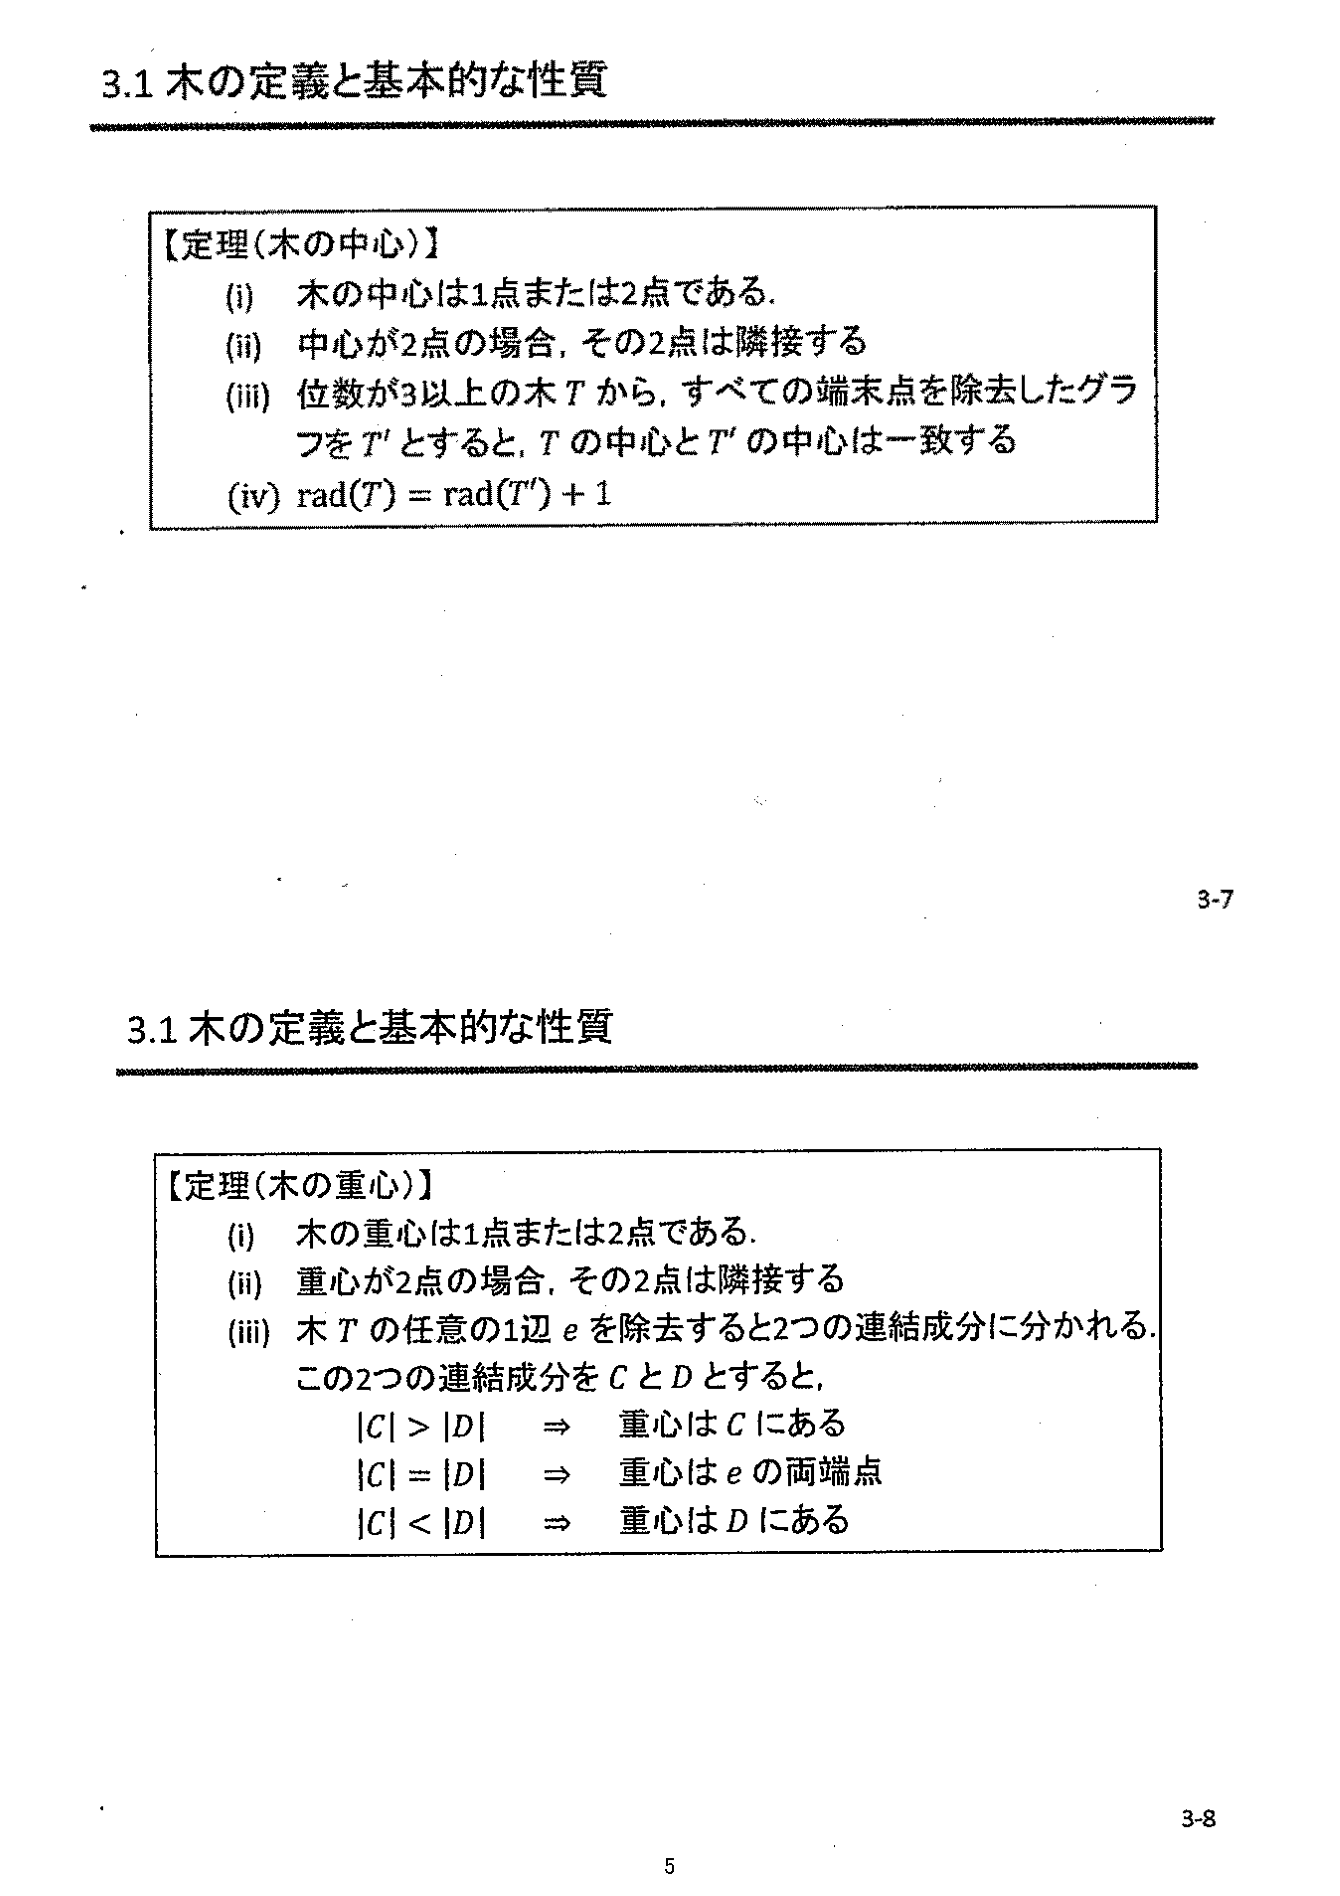 3.1 木の定義と基本的な性質
【定理(木の中心)】
(i) 木の中心は1点または2点である.
(ii) 中心が2点の場合, その2点は隣接する
(iii) 位数が3以上の木 T から, すべての端末点を除去したグラ
フを T′ とすると, T の中心と T′ の中心は一致する
(iv) rad(T) = rad(T′) + 1
3-7
3.1 木の定義と基本的な性質
【定理(木の重心)】
(i) 木の重心は1点または2点である.
(ii) 重心が2点の場合, その2点は隣接する
(iii) 木 T の任意の1辺 e を除去すると2つの連結成分に分かれる.
この2つの連結成分を C と D とすると,
|C| > |D| ⇒ 重心は C にある
|C| = |D| ⇒ 重心は e の両端点
|C| < |D| ⇒ 重心は D にある
3-8
5